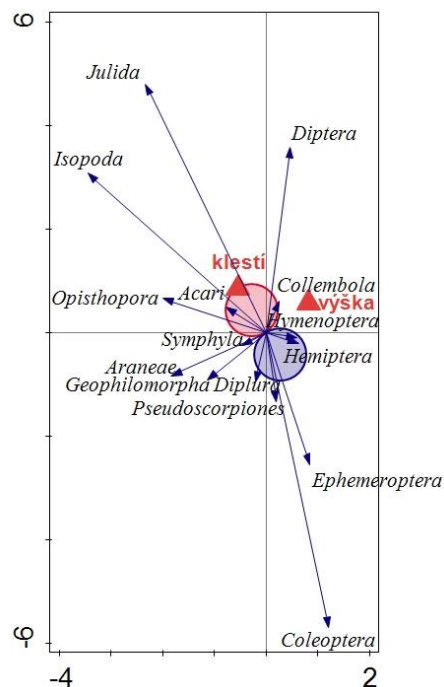 6
Julida
Diptera
Isopoda
klestí
Collembola
Acari
výška
Opisthopora
Hymenoptera
Symphyla
Hemiptera
Araneae
Geophilomorpha Diplura
Pseudoscorpiones
Ephemeroptera
Coleoptera
-6
-4 2